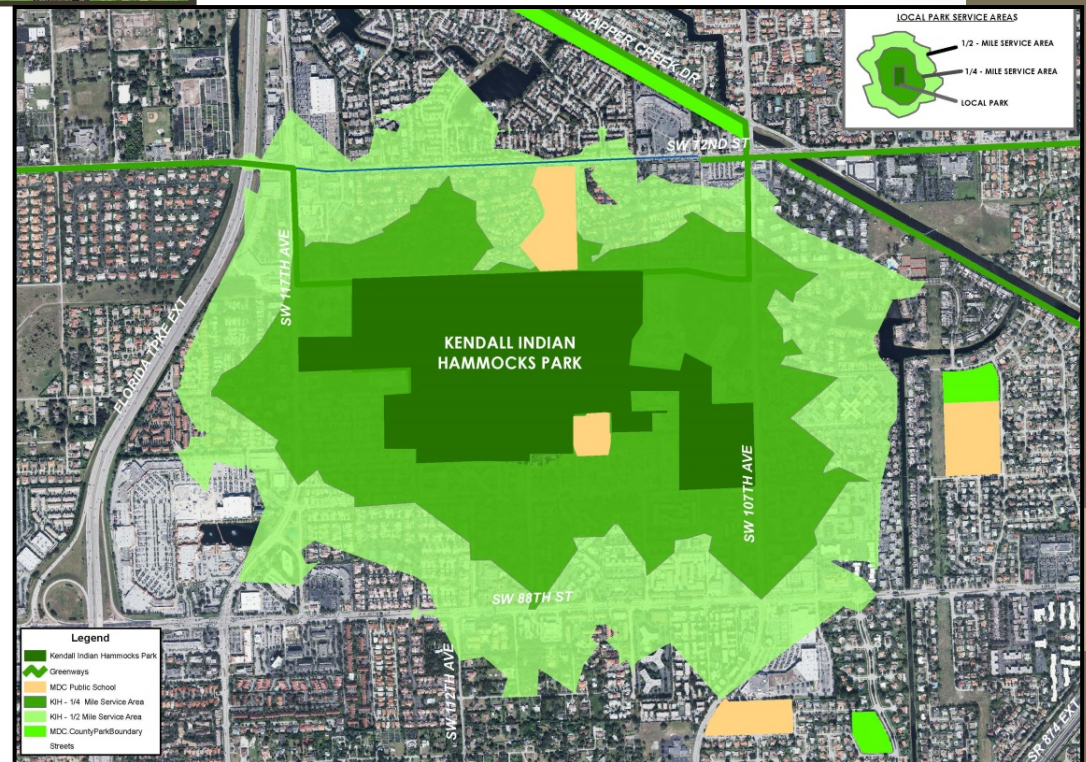 SNAPPER CREEK DR
LOCAL PARK SERVICE AREAS
1/2 - MILE SERVICE AREA
1/4 - MILE SERVICE AREA
LOCAL PARK
SW 72ND ST
SW 117TH AVE
FLORIDA TPKE EXT
KENDALL INDIAN
HAMMOCKS PARK
SW 107TH AVE
SW 88TH ST
SW 112TH AVE
SR 874 EXT
Legend
Kendall Indian Hammocks Park
Greenways
MDC Public School
KIH - 1/4 Mile Service Area
KIH - 1/2 Mile Service Area
MDC.CountyParkBoundary
Streets